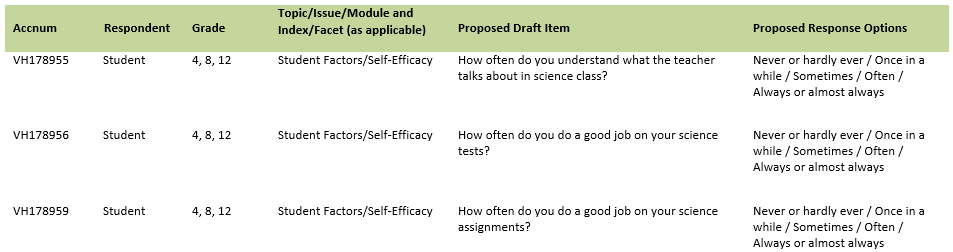 Accnum Respondent Grade Topic/Issue/Module and Index/Facet (as applicable) Proposed Draft Item Proposed Response Options
VH178955 Student 4, 8, 12 Student Factors/Self-Efficacy How often do you understand what the teacher Never or hardly ever / Once in a
talks about in science class? while / Sometimes / Often /
Always or almost always
VH178956 Student 4, 8, 12 Student Factors/Self-Efficacy How often do you do a good job on your science Never or hardly ever / Once in a
tests? while / Sometimes / Often /
Always or almost always
VH178959 Student 4, 8, 12 Student Factors/Self-Efficacy How often do you do a good job on your science Never or hardly ever / Once in a
assignments? while / Sometimes / Often /
Always or almost always